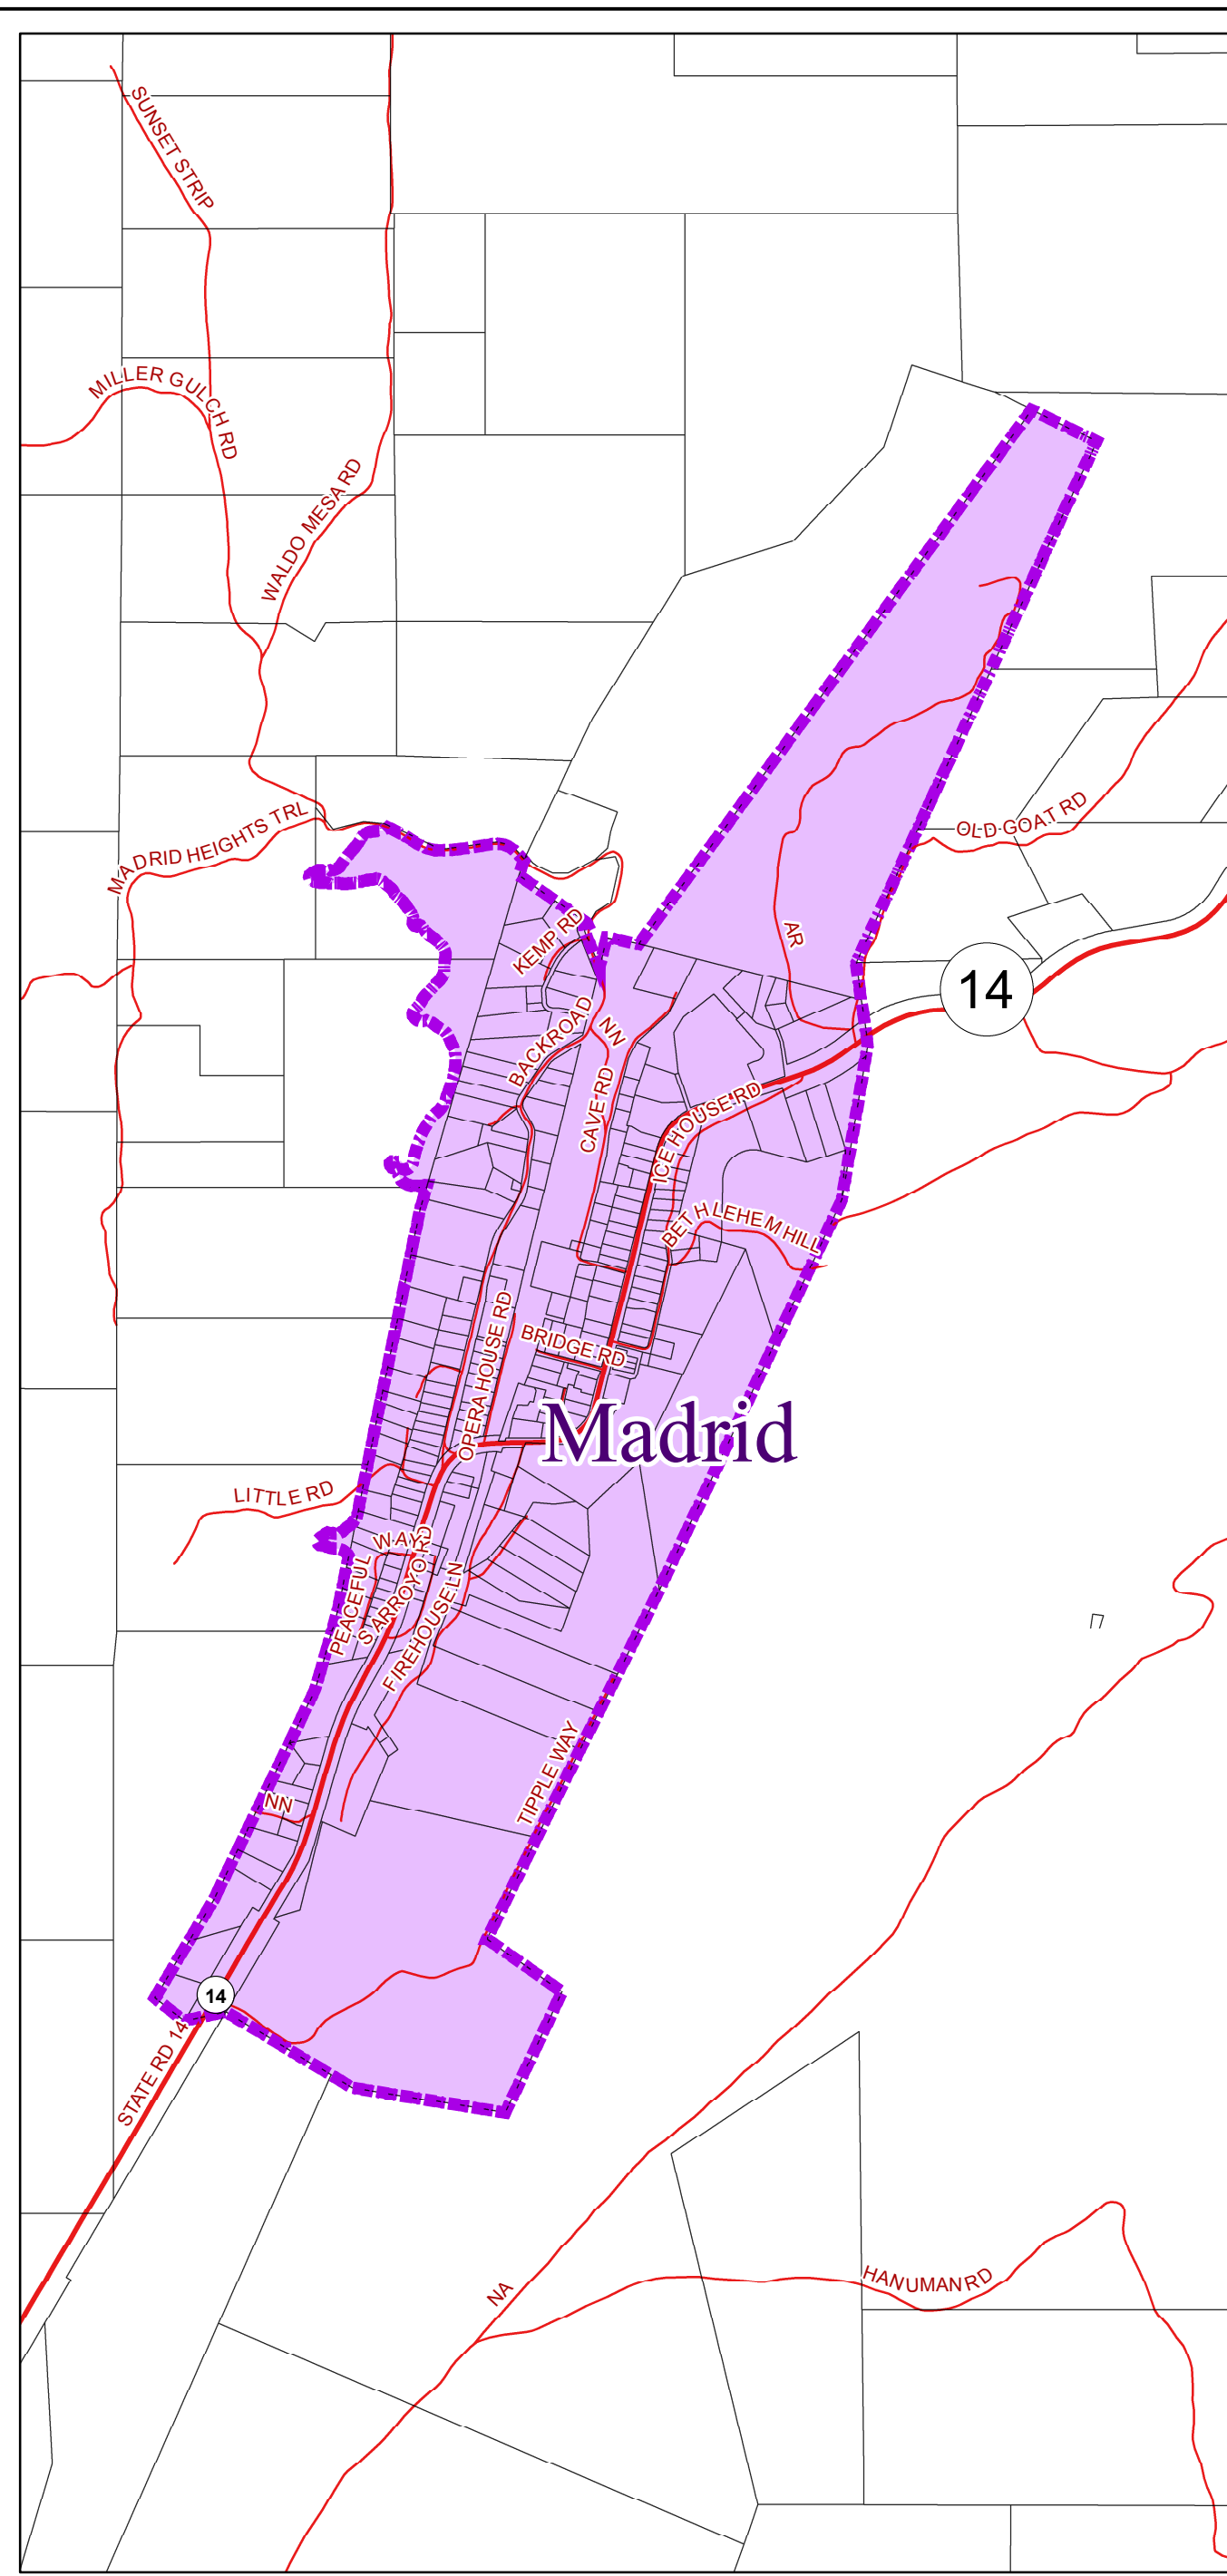 SUNSET STRIP
MILLER GULCH RD
WALDO MESA RD
MADRID HEIGHTS TRL
OLD GOAT RD
KEMP RD
AR
14
BACKROAD
NN
CAVE RD
ICE HOUSE RD
BETHLEHEM HILL
OPERA HOUSE RD
BRIDGE RD
Madrid
LITTLE RD
PEACEFUL WAY
S ARROYO RD
FIREHOUSE LN
TIPPLE WAY
NN
14
STATE RD 14
NA
HANUMAN RD